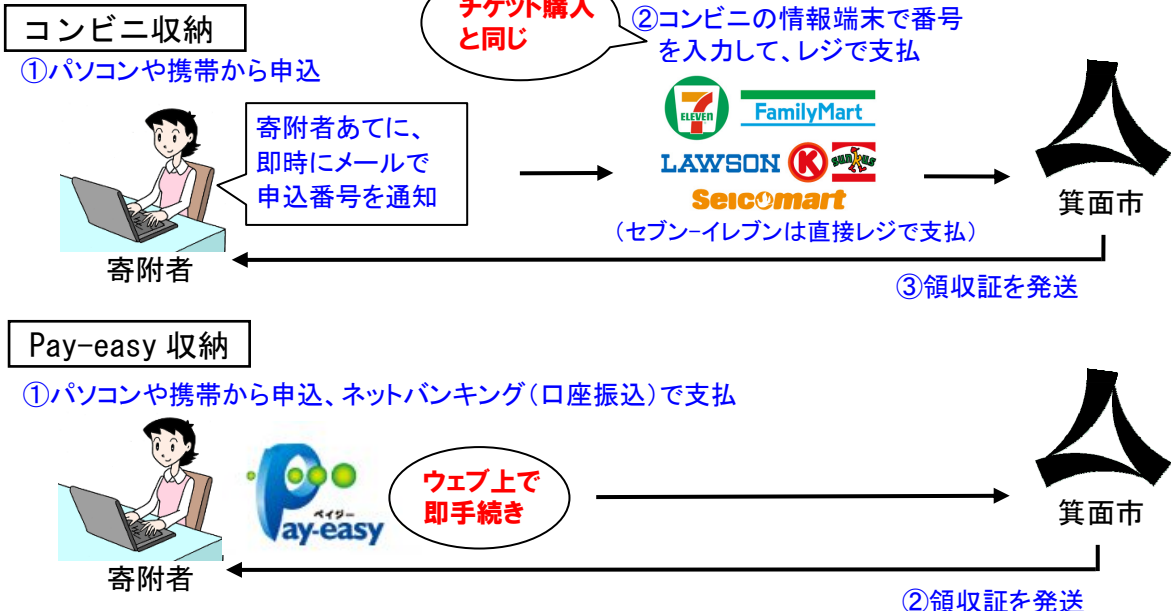 コンビニ収納
①パソコンや携帯から申込
チケット購入
と同じ
②コンビニの情報端末で番号
を入力して、レジで支払
寄附者あてに、
即時にメールで
申込番号を通知
7
ELEVEN
FamilyMart
LAWSON
K
sunkus
Seicomart
(セブン-イレブンは直接レジで支払)
箕面市
寄附者
③領収証を発送
Pay-easy 収納
①パソコンや携帯から申込、ネットバンキング(口座振込)で支払
ペイジー
Pay-easy
ウェブ上で
即手続き
箕面市
寄附者
②領収証を発送